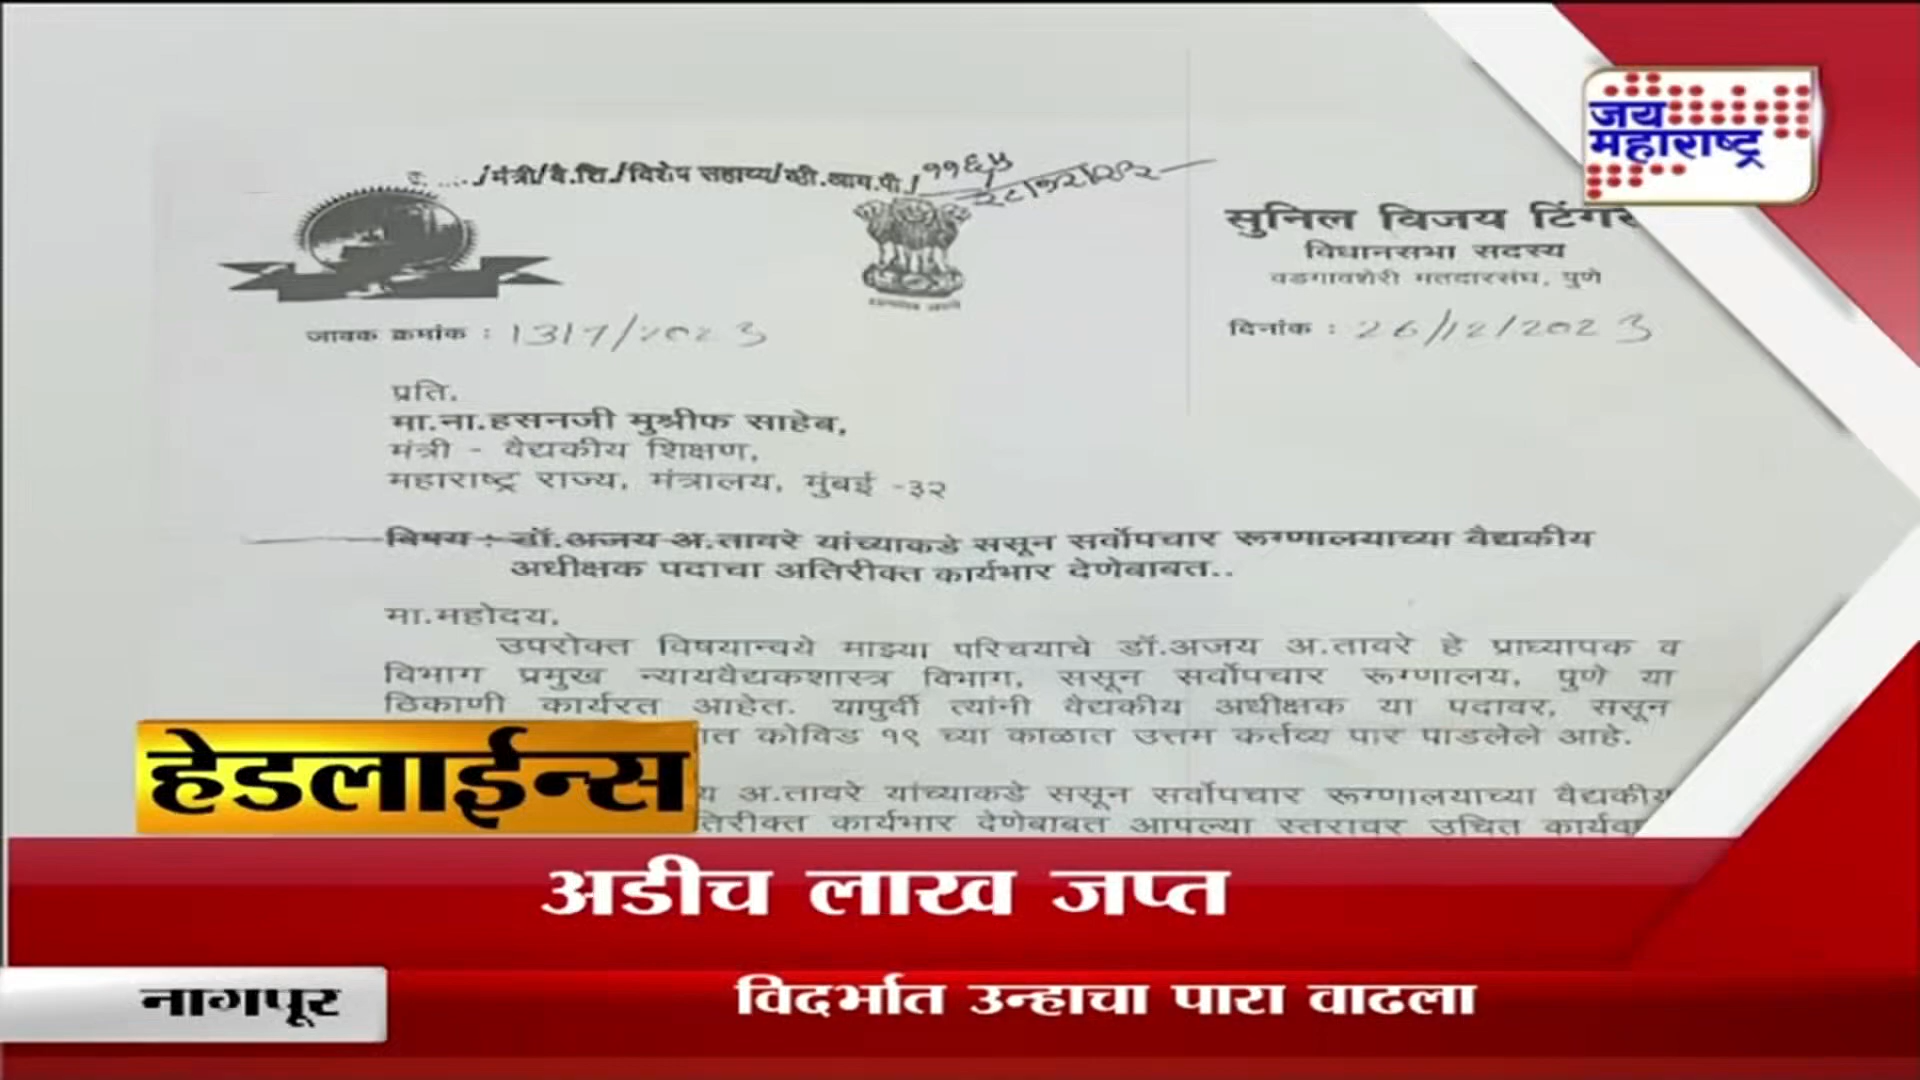 जय
महाराष्ट्र
/मंत्री/वै.शि./विशेष सहाय्य/व्ही.आय.पी/ ११६५
सुनिल विजय टिंगरे
विधानसभा सदस्य
वडगावशेरी मतदारसंघ, पुणे
जावक क्रमांक : 1317/2023
दिनांक : 26/12/2023
प्रति,
मा.ना.हसनजी मुश्रीफ साहेब,
मंत्री - वैद्यकीय शिक्षण,
महाराष्ट्र राज्य, मंत्रालय, मुंबई -३२
विषय : डॉ.अजय अ.तावरे यांच्याकडे ससून सर्वोपचार रूग्णालयाच्या वैद्यकीय
अधीक्षक पदाचा अतिरीक्त कार्यभार देणेबाबत..
मा.महोदय,
उपरोक्त विषयान्वये माझ्या परिचयाचे डॉ.अजय अ.तावरे हे प्राध्यापक व
विभाग प्रमुख न्यायवैद्यकशास्त्र विभाग, ससून सर्वोपचार रूग्णालय, पुणे या
ठिकाणी कार्यरत आहेत. यापुर्वी त्यांनी वैद्यकीय अधीक्षक या पदावर, ससून
ात कोविड १९ च्या काळात उत्तम कर्तव्य पार पाडलेले आहे.
य अ.तावरे यांच्याकडे ससून सर्वोपचार रूग्णालयाच्या वैद्यकीय
तिरीक्त कार्यभार देणेबाबत आपल्या स्तरावर उचित
हेडलाईन्स
अडीच लाख जप्त
नागपूर
विदर्भात उन्हाचा पारा वाढला